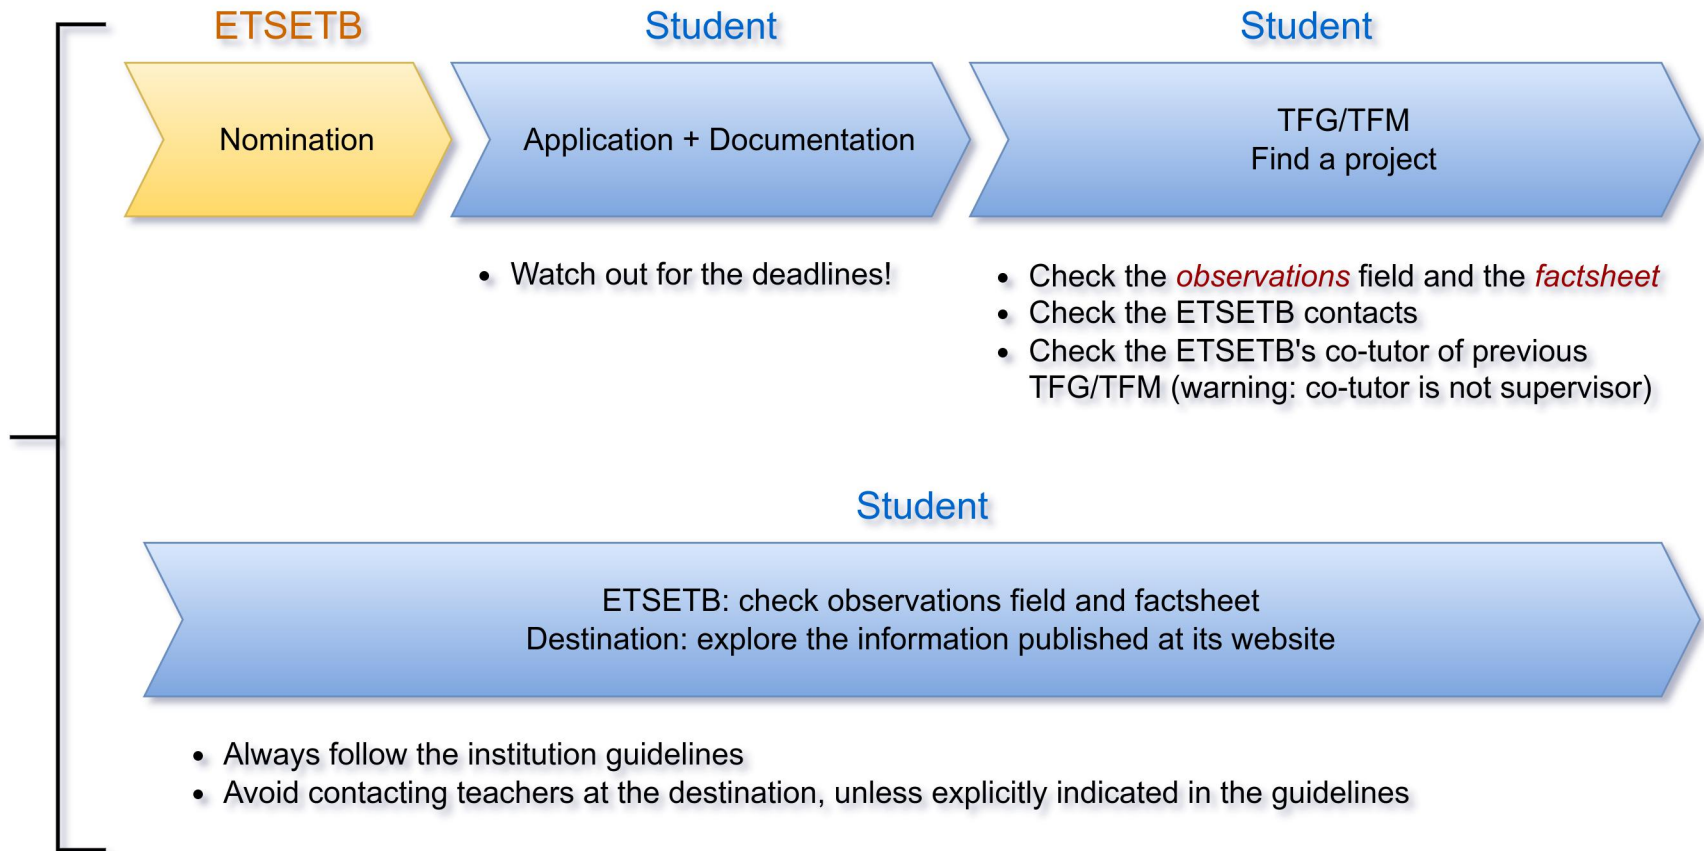 ETSETB
Student
Student
Nomination
Application + Documentation
TFG/TFM
Find a project
• Watch out for the deadlines!
• Check the observations field and the factsheet
• Check the ETSETB contacts
• Check the ETSETB's co-tutor of previous
TFG/TFM (warning: co-tutor is not supervisor)
Student
ETSETB: check observations field and factsheet
Destination: explore the information published at its website
• Always follow the institution guidelines
• Avoid contacting teachers at the destination, unless explicitly indicated in the guidelines